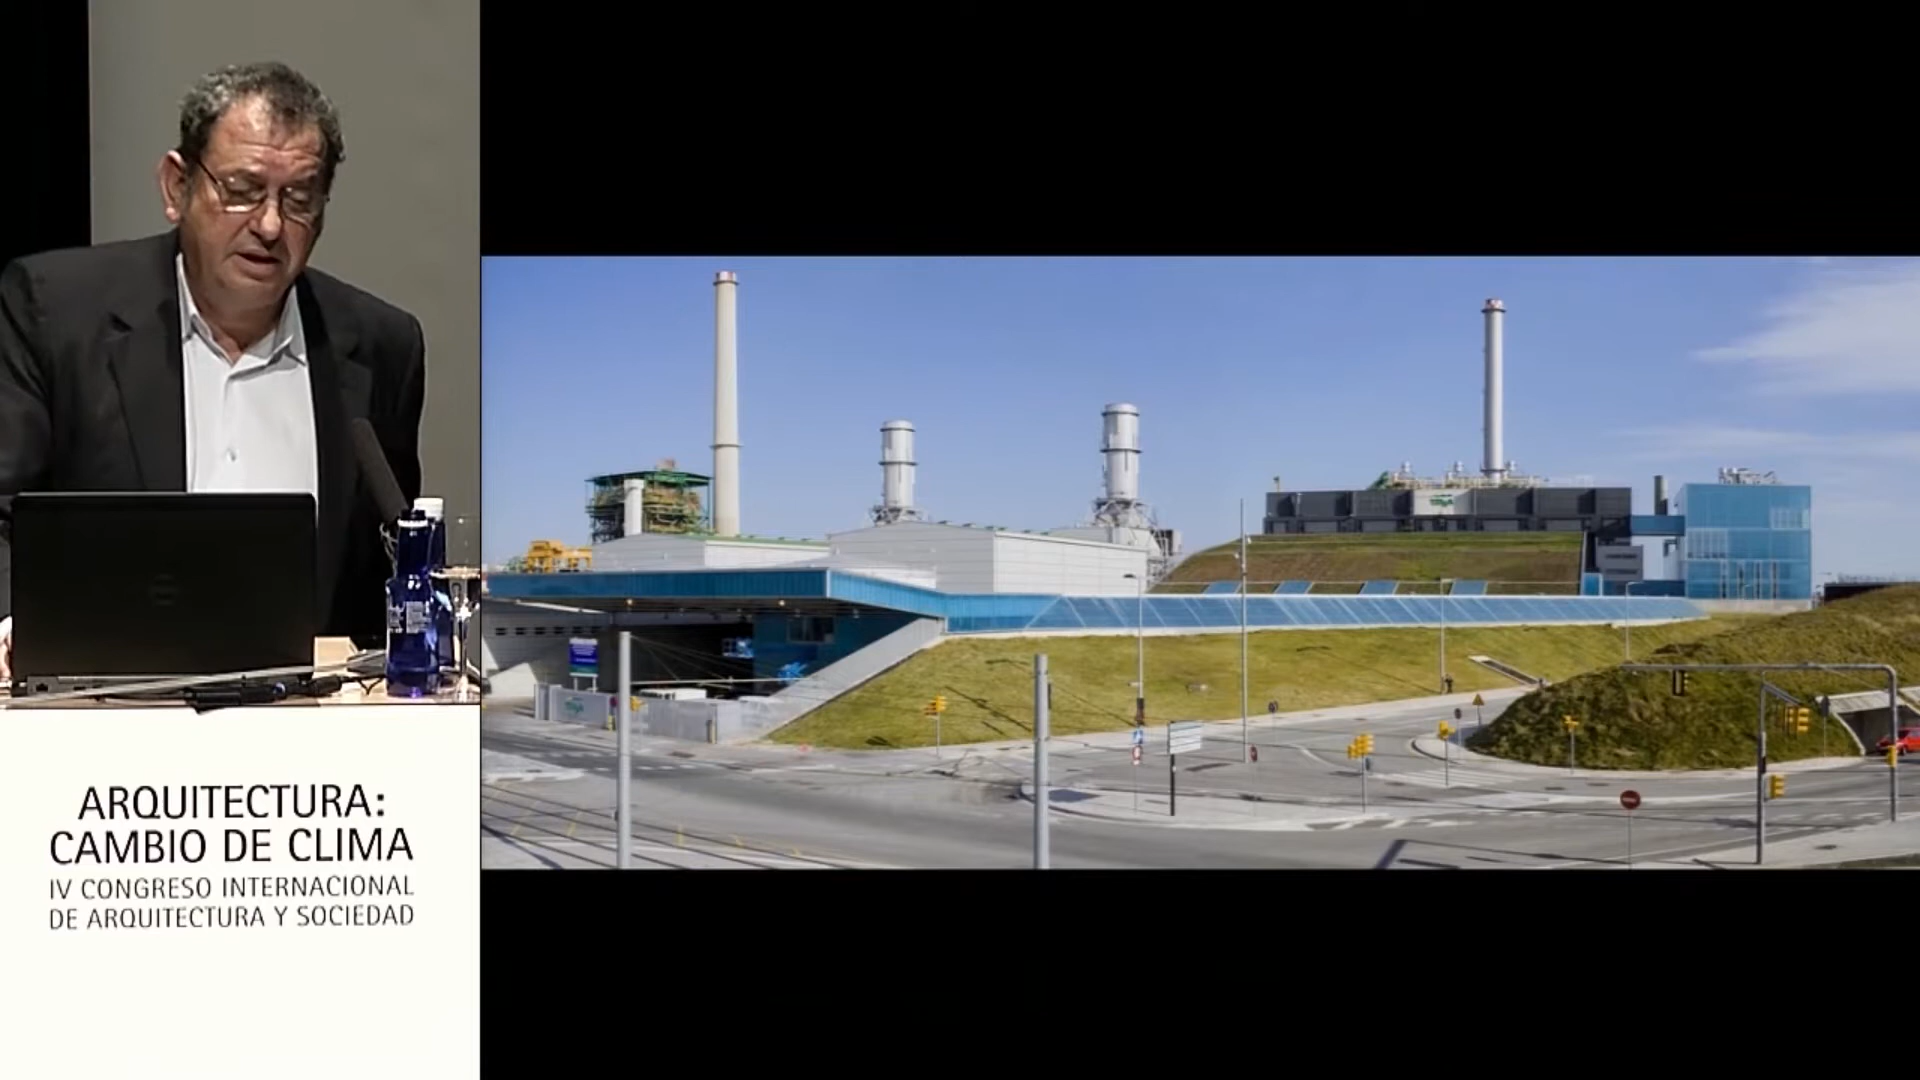 ARQUITECTURA:
CAMBIO DE CLIMA
IV CONGRESO INTERNACIONAL
DE ARQUITECTURA Y SOCIEDAD